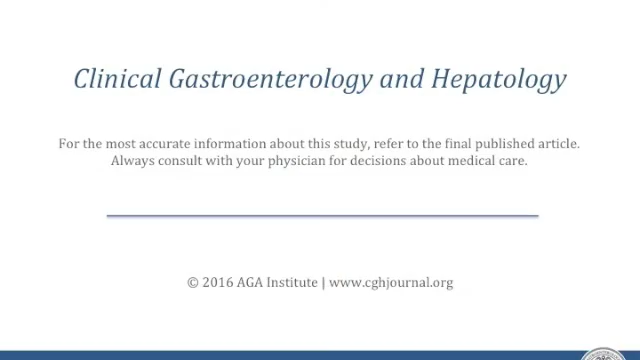 Clinical Gastroenterology and Hepatology
For the most accurate information about this study, refer to the final published article.
Always consult with your physician for decisions about medical care.
© 2016 AGA Institute | www.cghjournal.org